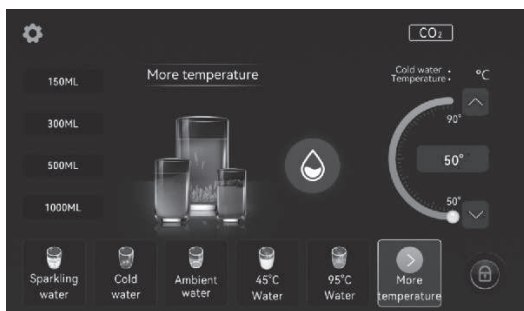 CO₂
150ML
300ML
500ML
1000ML
More temperature
Cold water :
Temperature :
°C
90°
50°
50°
Sparkling
water
Cold
water
Ambient
water
45°C
Water
95°C
Water
More
temperature